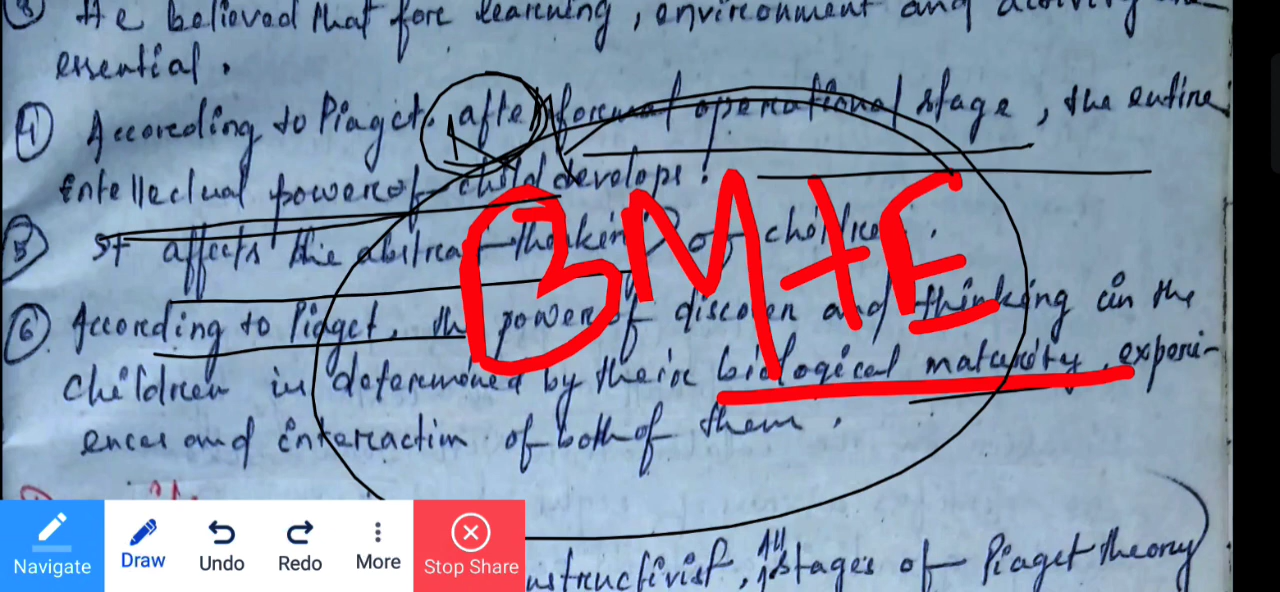 ③ He believed that fore learning, environment and activity are
essential.
④ According to Piaget, after formal operational stage, the entire
intellectual power of child develops.
⑤ It affects the abstract thinking of children.
⑥ According to Piaget, the power of discover and thinking in the
children is determined by their biological maturity, experi-
ences and interaction of both of them.
BM+E
stages of Piaget theory
Navigate
Draw
Undo
Redo
More
Stop Share